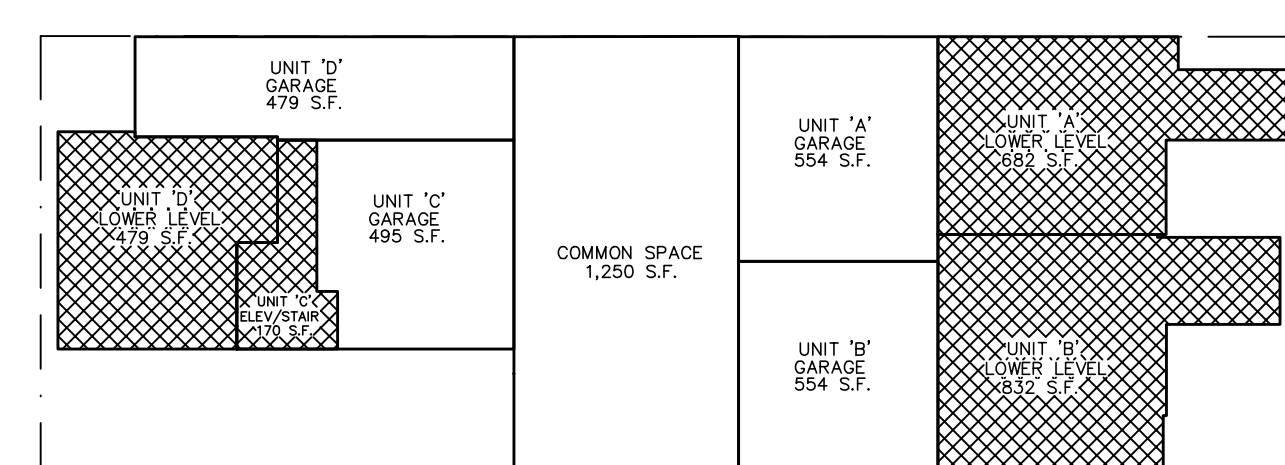 UNIT 'D'
GARAGE
479 S.F.
UNIT 'A'
GARAGE
554 S.F.
UNIT 'A'
LOWER LEVEL
682 S.F.
UNIT 'D'
LOWER LEVEL
479 S.F.
UNIT 'C'
GARAGE
495 S.F.
COMMON SPACE
1,250 S.F.
UNIT 'C'
ELEV/STAIR
170 S.F.
UNIT 'B'
GARAGE
554 S.F.
UNIT 'B'
LOWER LEVEL
832 S.F.